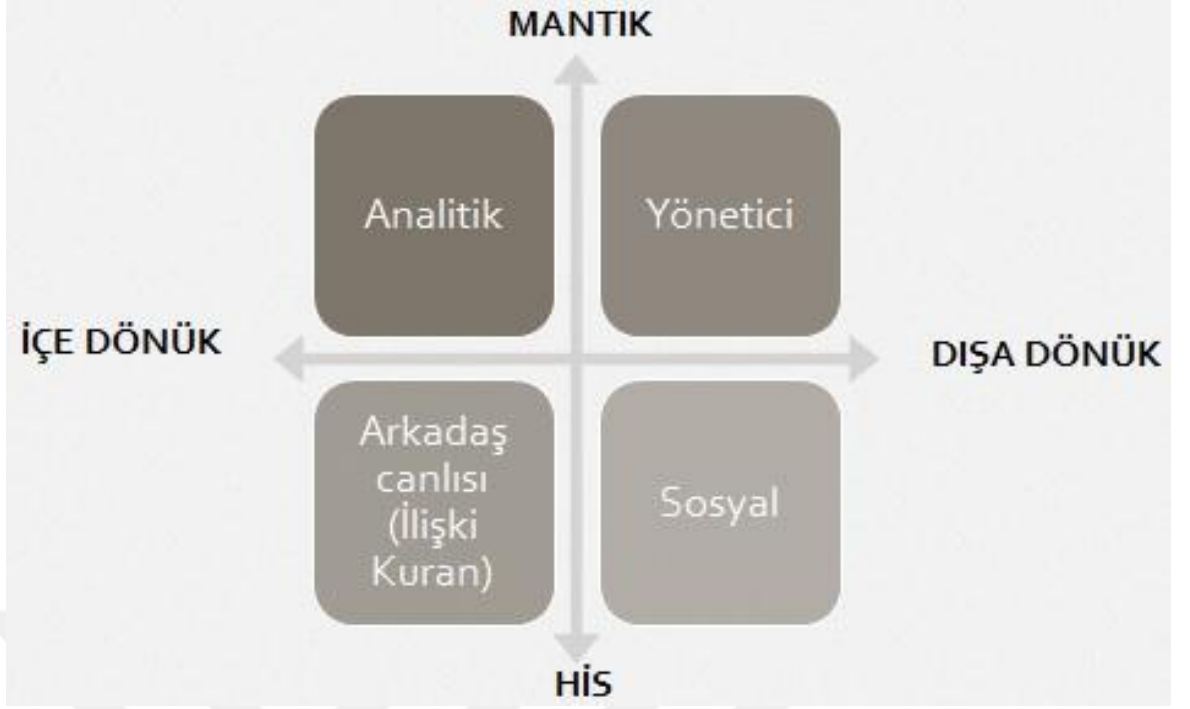 MANTIK
Analitik
Yönetici
İÇE DÖNÜK
DIŞA DÖNÜK
Arkadaş
canlısı
(İlişki
Kuran)
Sosyal
HİS